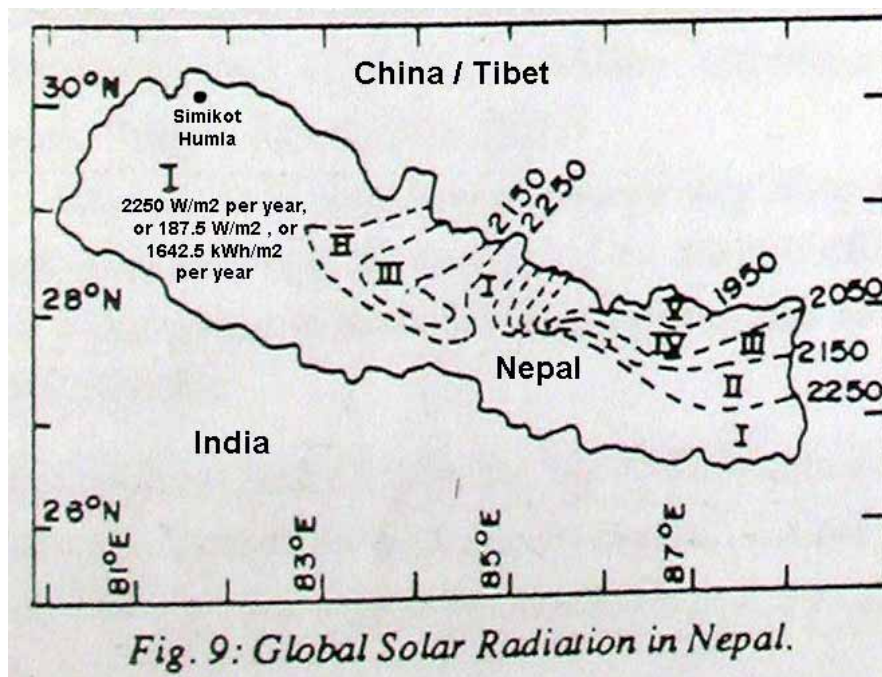 China / Tibet
30°N
Simikot
Humla
I
2250 W/m2 per year,
or 187.5 W/m2 , or
1642.5 kWh/m2
per year
2150
2250
II
III
I
28°N
V
1950
2050
IV
III
Nepal
2150
II
2250
India
I
26°N
81°E
83°E
85°E
87°E
Fig. 9: Global Solar Radiation in Nepal.